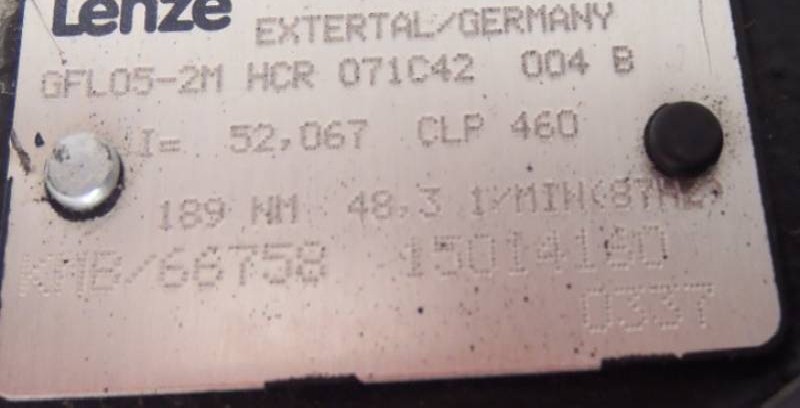 Lenze EXTERTAL/GERMANY
GFL05-2M HCR 071C42 004 B
I= 52,067 CLP 460
189 NM 48,3 1/MIN(87HZ)
KMB/66758 15014180
0337